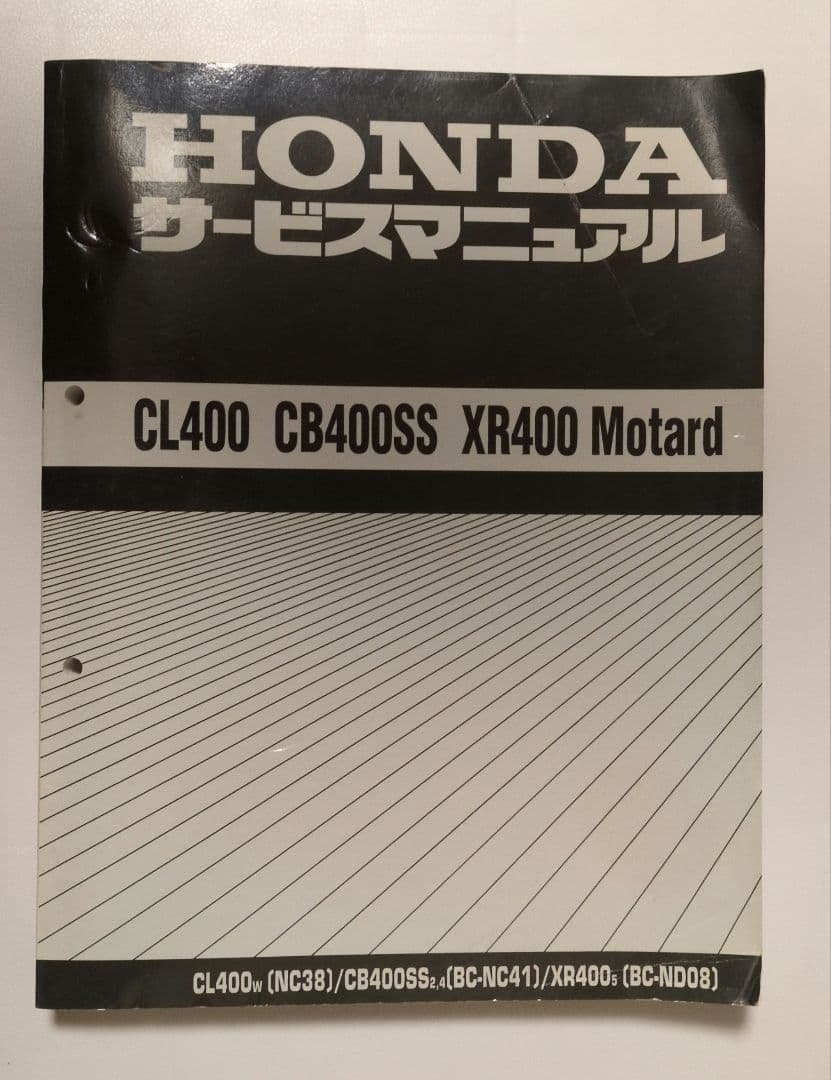 HONDA
サービスマニュアル
CL400 CB400SS XR400 Motard
CL400W (NC38)/CB400SS2,4(BC-NC41)/XR4005 (BC-ND08)